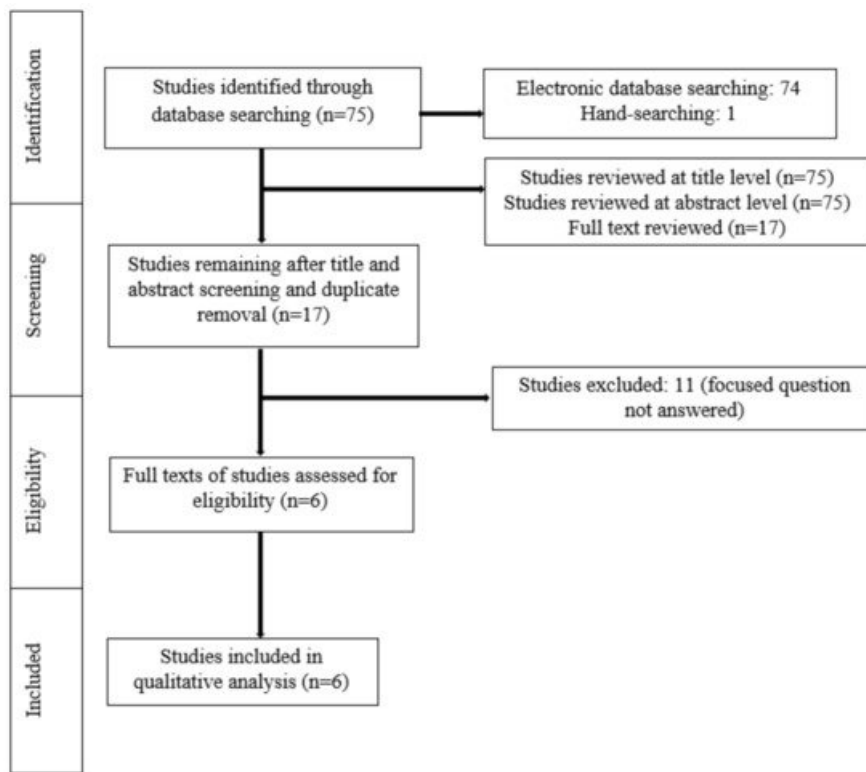 Identification
Studies identified through
database searching (n=75)
Electronic database searching: 74
Hand-searching: 1
Studies reviewed at title level (n=75)
Studies reviewed at abstract level (n=75)
Full text reviewed (n=17)
Screening
Studies remaining after title and
abstract screening and duplicate
removal (n=17)
Studies excluded: 11 (focused question
not answered)
Eligibility
Full texts of studies assessed for
eligibility (n=6)
Included
Studies included in
qualitative analysis (n=6)